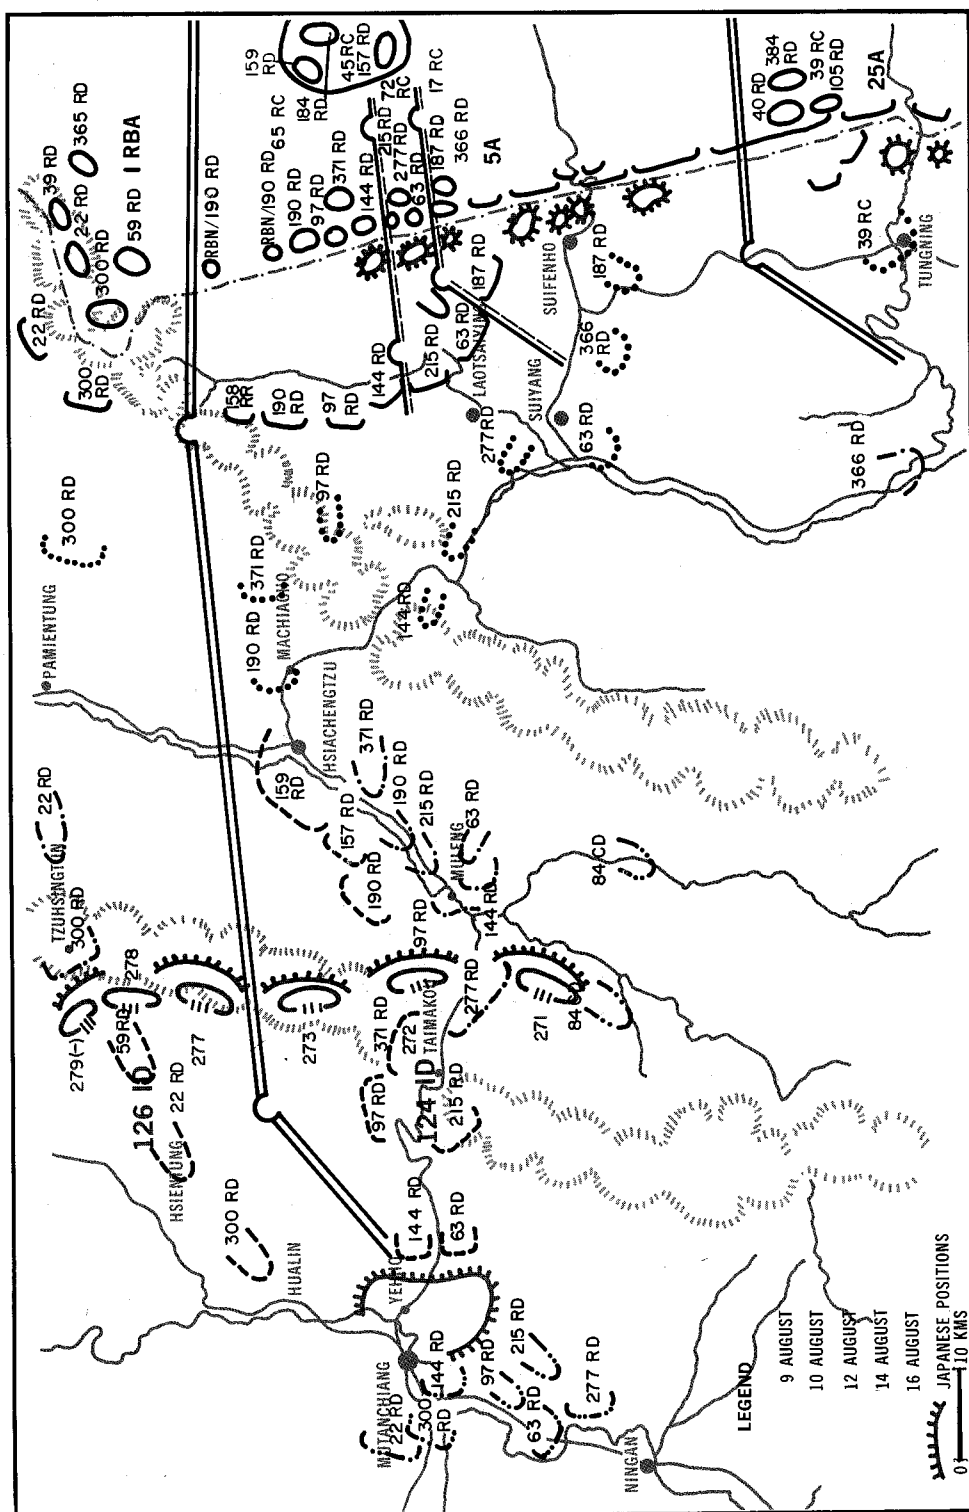 39 RD
365 RD
22 RD
22 RD
300 RD
59 RD
1 RBA
300 RD
RBN/190 RD
RBN/190 RD
65 RC
159 RD
184 RD
45 RC
157 RD
190 RD
97 RD
371 RD
144 RD
215 RD
72 RC
277 RD
63 RD
187 RD
17 RC
366 RD
5A
40 RD
384 RD
39 RC
105 RD
25A
158 RR
190 RD
97 RD
144 RD
215 RD
63 RD
187 RD
LAOTSAIYING
SUIFENHO
187 RD
366 RD
SUIYANG
277 RD
63 RD
39 RC
TUNGNING
366 RD
PAMIENTUNG
300 RD
190 RD
371 RD
97 RD
MACHIACHO
215 RD
144 RD
HSIACHENGTZU
TZUHSINGTUN
22 RD
300 RD
159 RD
371 RD
157 RD
190 RD
190 RD
215 RD
63 RD
MULENG
97 RD
144 RD
84 CD
279(-)
278
59 RD
126 ID
277
273
371 RD
272
TAIMAKOU
277 RD
271
84 CD
22 RD
HSIENTUNG
97 RD
124 ID
215 RD
300 RD
HUALIN
144 RD
63 RD
YEHHO
MUTANCHIANG
22 RD
300 RD
144 RD
97 RD
215 RD
63 RD
277 RD
NINGAN
LEGEND
9 AUGUST
10 AUGUST
12 AUGUST
14 AUGUST
16 AUGUST
JAPANESE POSITIONS
0 10 KMS